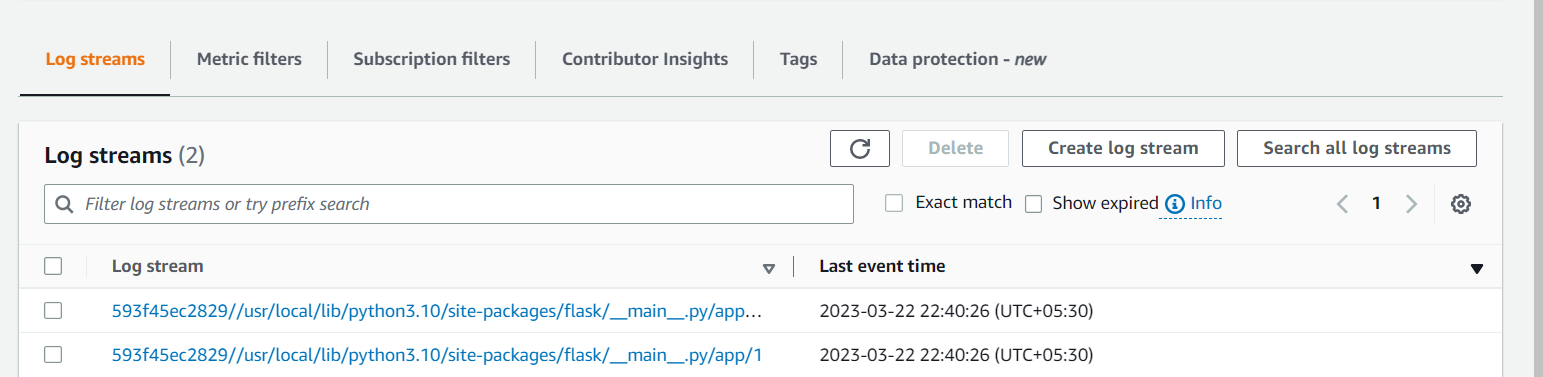 Log streams Metric filters Subscription filters Contributor Insights Tags Data protection - new
Log streams (2) Delete Create log stream Search all log streams
Filter log streams or try prefix search Exact match Show expired Info 1
Log stream Last event time
593f45ec2829//usr/local/lib/python3.10/site-packages/flask/__main__.py/app... 2023-03-22 22:40:26 (UTC+05:30)
593f45ec2829//usr/local/lib/python3.10/site-packages/flask/__main__.py/app/1 2023-03-22 22:40:26 (UTC+05:30)